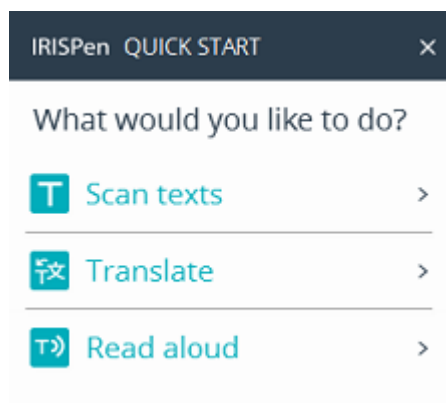 IRISPen QUICK START
What would you like to do?
Scan texts
Translate
Read aloud